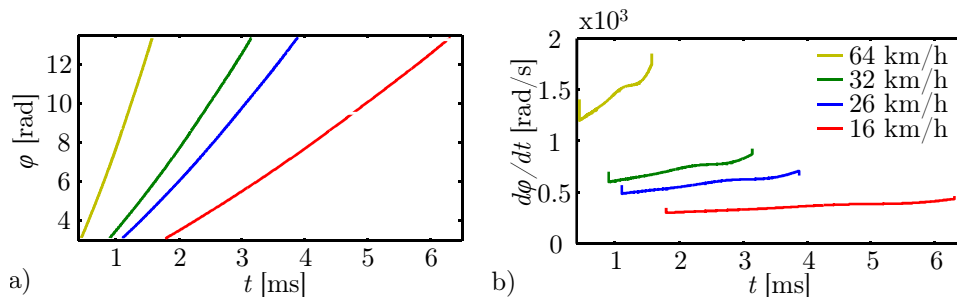 12
10
8
6
4
φ [rad]
1 2 3 4 5 6
t [ms]
a)
x10³
2
1.5
1
0.5
0
dφ/dt [rad/s]
64 km/h
32 km/h
26 km/h
16 km/h
1 2 3 4 5 6
t [ms]
b)